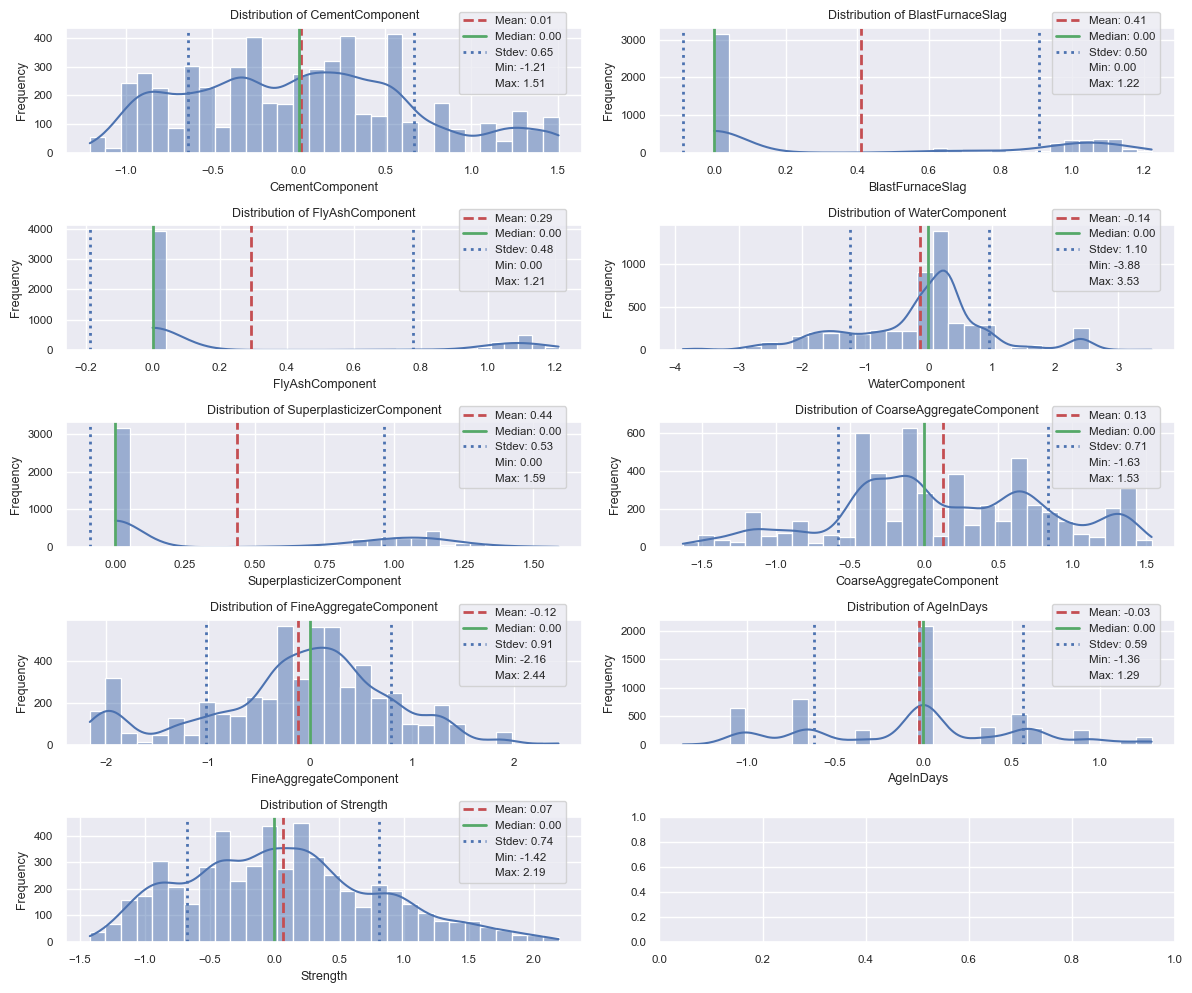 Distribution of CementComponent
Mean: 0.01
Median: 0.00
Stdev: 0.65
Min: -1.21
Max: 1.51
Frequency
400
300
200
100
0
−1.0 −0.5 0.0 0.5 1.0 1.5
CementComponent
Distribution of BlastFurnaceSlag
Mean: 0.41
Median: 0.00
Stdev: 0.50
Min: 0.00
Max: 1.22
Frequency
3000
2000
1000
0
0.0 0.2 0.4 0.6 0.8 1.0 1.2
BlastFurnaceSlag
Distribution of FlyAshComponent
Mean: 0.29
Median: 0.00
Stdev: 0.48
Min: 0.00
Max: 1.21
Frequency
4000
3000
2000
1000
0
−0.2 0.0 0.2 0.4 0.6 0.8 1.0 1.2
FlyAshComponent
Distribution of WaterComponent
Mean: -0.14
Median: 0.00
Stdev: 1.10
Min: -3.88
Max: 3.53
Frequency
1000
500
0
−4 −3 −2 −1 0 1 2 3
WaterComponent
Distribution of SuperplasticizerComponent
Mean: 0.44
Median: 0.00
Stdev: 0.53
Min: 0.00
Max: 1.59
Frequency
3000
2000
1000
0
0.00 0.25 0.50 0.75 1.00 1.25 1.50
SuperplasticizerComponent
Distribution of CoarseAggregateComponent
Mean: 0.13
Median: 0.00
Stdev: 0.71
Min: -1.63
Max: 1.53
Frequency
600
400
200
0
−1.5 −1.0 −0.5 0.0 0.5 1.0 1.5
CoarseAggregateComponent
Distribution of FineAggregateComponent
Mean: -0.12
Median: 0.00
Stdev: 0.91
Min: -2.16
Max: 2.44
Frequency
400
200
0
−2 −1 0 1 2
FineAggregateComponent
Distribution of AgeInDays
Mean: -0.03
Median: 0.00
Stdev: 0.59
Min: -1.36
Max: 1.29
Frequency
2000
1500
1000
500
0
−1.0 −0.5 0.0 0.5 1.0
AgeInDays
Distribution of Strength
Mean: 0.07
Median: 0.00
Stdev: 0.74
Min: -1.42
Max: 2.19
Frequency
400
300
200
100
0
−1.5 −1.0 −0.5 0.0 0.5 1.0 1.5 2.0
Strength
1.0
0.8
0.6
0.4
0.2
0.0
0.0 0.2 0.4 0.6 0.8 1.0